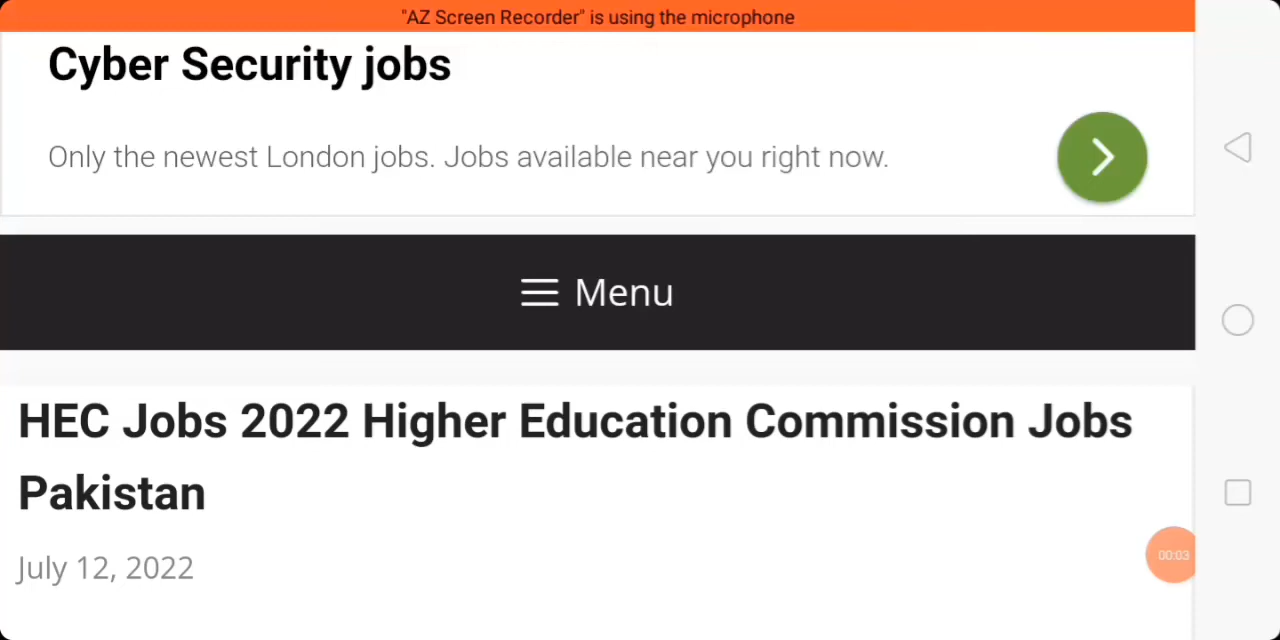 "AZ Screen Recorder" is using the microphone
Cyber Security jobs
Only the newest London jobs. Jobs available near you right now.
Menu
HEC Jobs 2022 Higher Education Commission Jobs
Pakistan
July 12, 2022
00:03